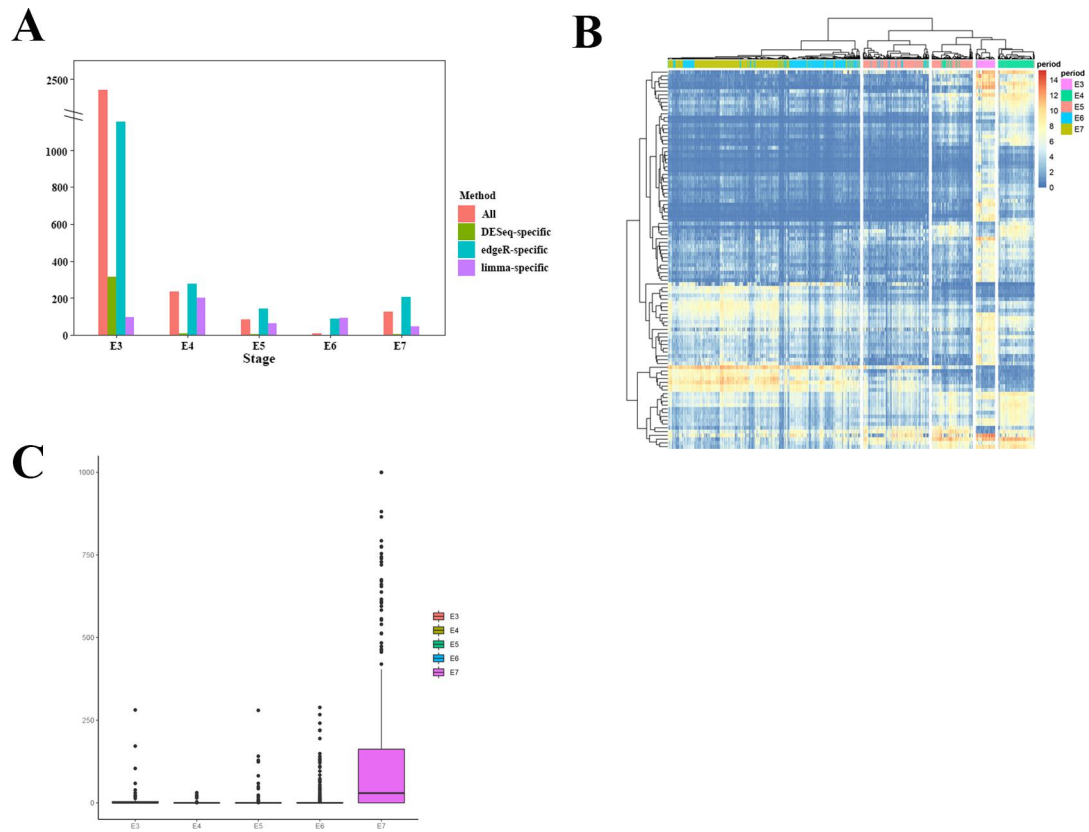 A
2500
1000
800
600
400
200
0
E3 E4 E5 E6 E7
Stage
Method
All
DESeq-specific
edgeR-specific
limma-specific
B
period
14
12
10
8
6
4
2
0
period
E3
E4
E5
E6
E7
C
1000
750
500
250
0
E3 E4 E5 E6 E7
E3
E4
E5
E6
E7